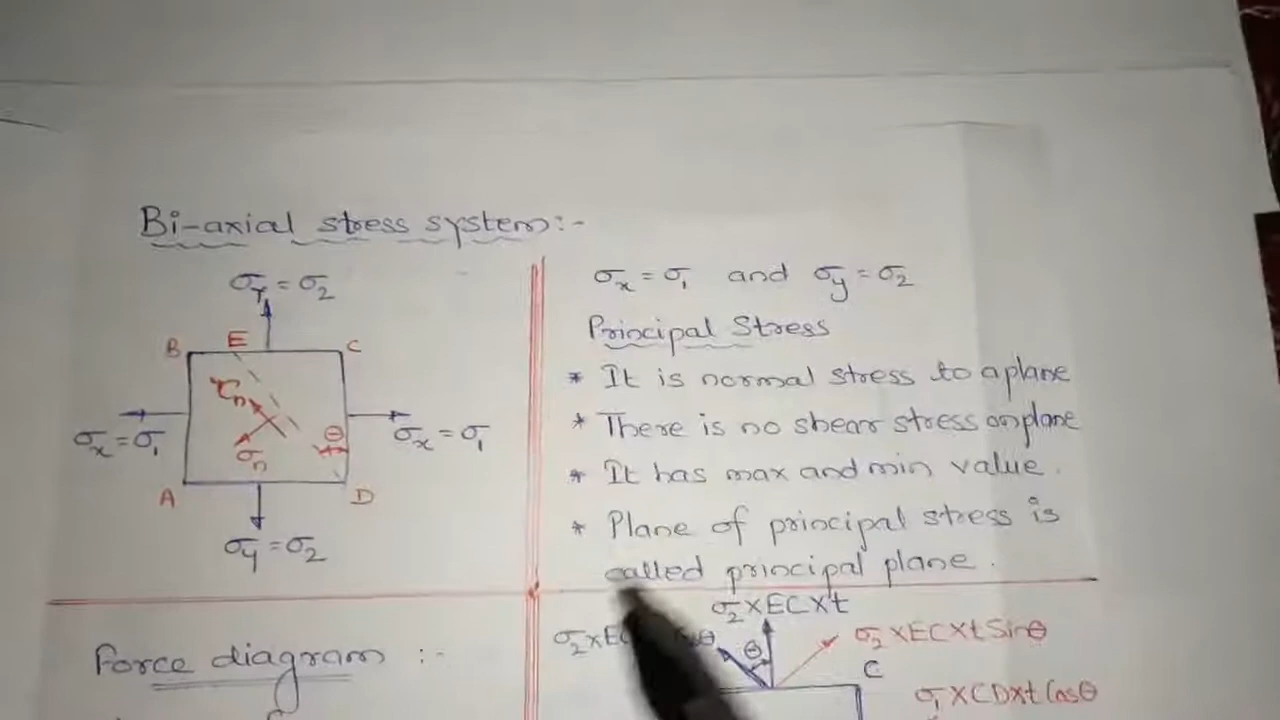 Bi-axial stress system:-
σy = σ2
B E C
τn
θ
σx = σ1
σx = σ1
σn
A D
σy = σ2
σx = σ1 and σy = σ2
Principal Stress
* It is normal stress to a plane
* There is no shear stress on plane
* It has max and min value.
* Plane of principal stress is
called principal plane.
Force diagram :-
σ2 x EC x t
σ2 x EC
θ
σ2 x EC x t Sinθ
C
σ1 x CD x t Cosθ